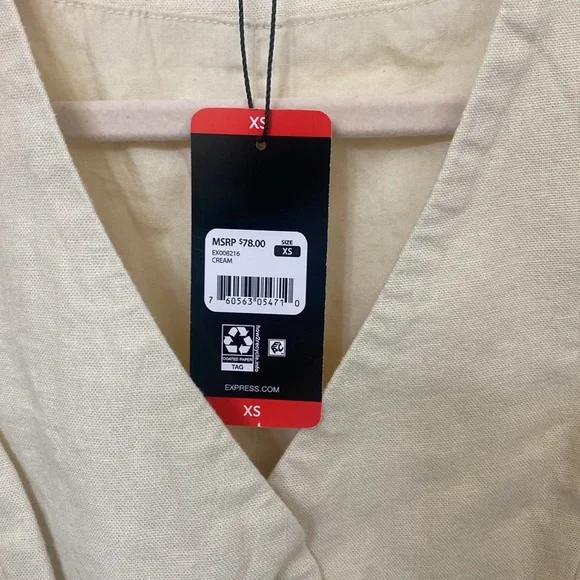 XS
MSRP $78.00
SIZE
XS
EX008216
CREAM
7 60563 05471 0
how2recycle.info
COATED PAPER
TAG
EXPRESS.COM
XS